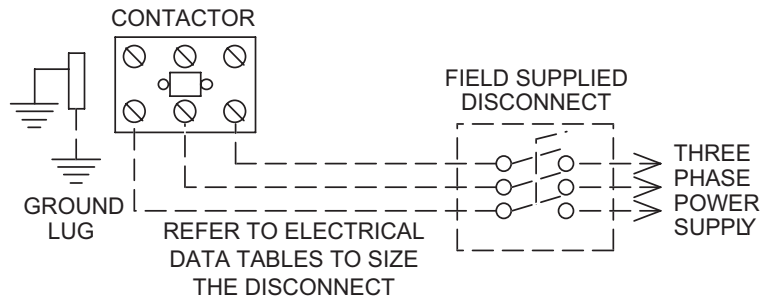 CONTACTOR
FIELD SUPPLIED
DISCONNECT
THREE
PHASE
POWER
SUPPLY
GROUND
LUG
REFER TO ELECTRICAL
DATA TABLES TO SIZE
THE DISCONNECT